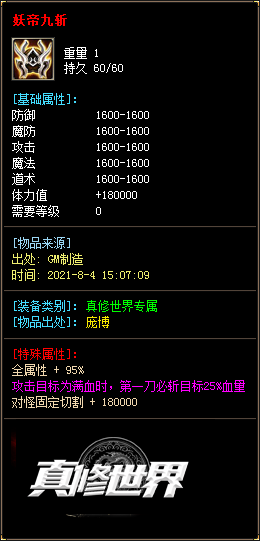 妖帝九斩
重量 1
持久 60/60
[基础属性]:
防御 1600-1600
魔防 1600-1600
攻击 1600-1600
魔法 1600-1600
道术 1600-1600
体力值 +180000
需要等级 0
[物品来源]
出处: GM制造
时间: 2021-8-4 15:07:09
[装备类别]: 真修世界专属
[物品出处]: 庞博
[特殊属性]:
全属性 + 95%
攻击目标为满血时，第一刀必斩目标25%血量
对怪固定切割 + 180000
真修世界